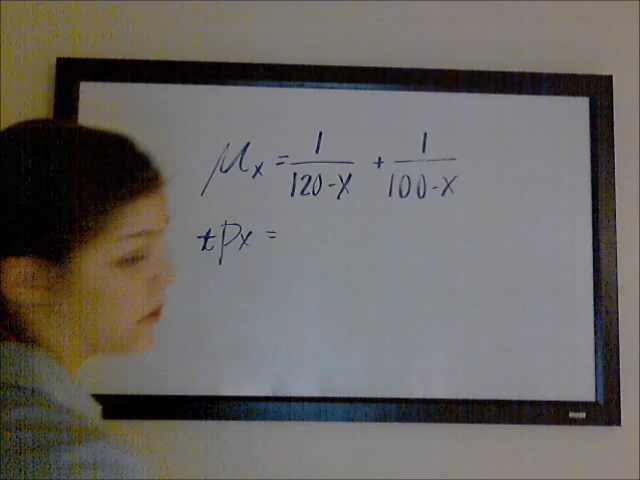 μx = 1/(120-x) + 1/(100-x)
tpx =